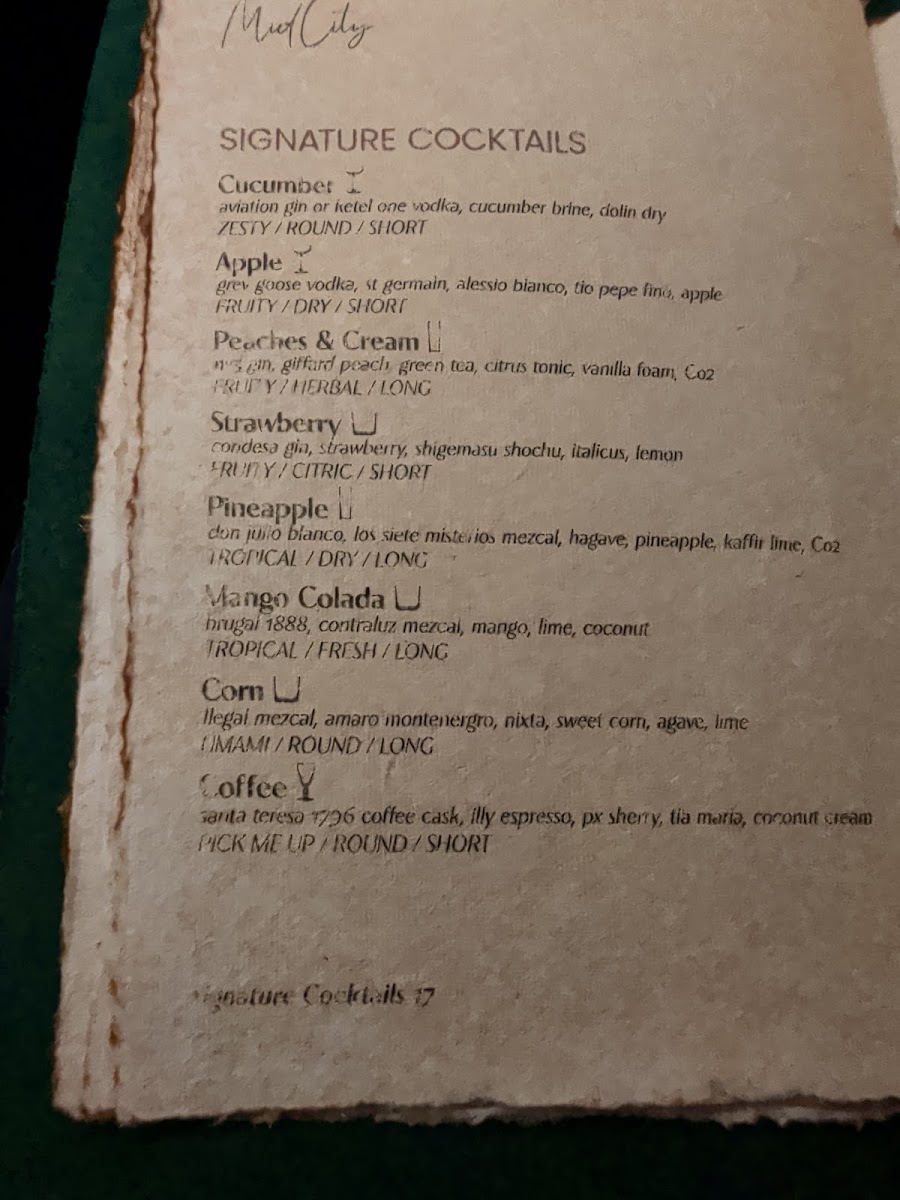 MidCity
SIGNATURE COCKTAILS
Cucumber
aviation gin or ketel one vodka, cucumber brine, dolin dry
ZESTY / ROUND / SHORT
Apple
grey goose vodka, st germain, alessio bianco, tio pepe fino, apple
FRUITY / DRY / SHORT
Peaches & Cream
gin, giffard peach, green tea, citrus tonic, vanilla foam, Co2
FRUITY / HERBAL / LONG
Strawberry
condesa gin, strawberry, shigemasu shochu, italicus, lemon
FRUITY / CITRIC / SHORT
Pineapple
don julio blanco, los siete misterios mezcal, hagave, pineapple, kaffir lime, Co2
TROPICAL / DRY / LONG
Mango Colada
brugal 1888, contraluz mezcal, mango, lime, coconut
TROPICAL / FRESH / LONG
Corn
Ilegal mezcal, amaro montenergro, nixta, sweet corn, agave, lime
UMAMI / ROUND / LONG
Coffee
santa teresa 1796 coffee cask, illy espresso, px sherry, tia maria, coconut cream
PICK ME UP / ROUND / SHORT
Signature Cocktails 17